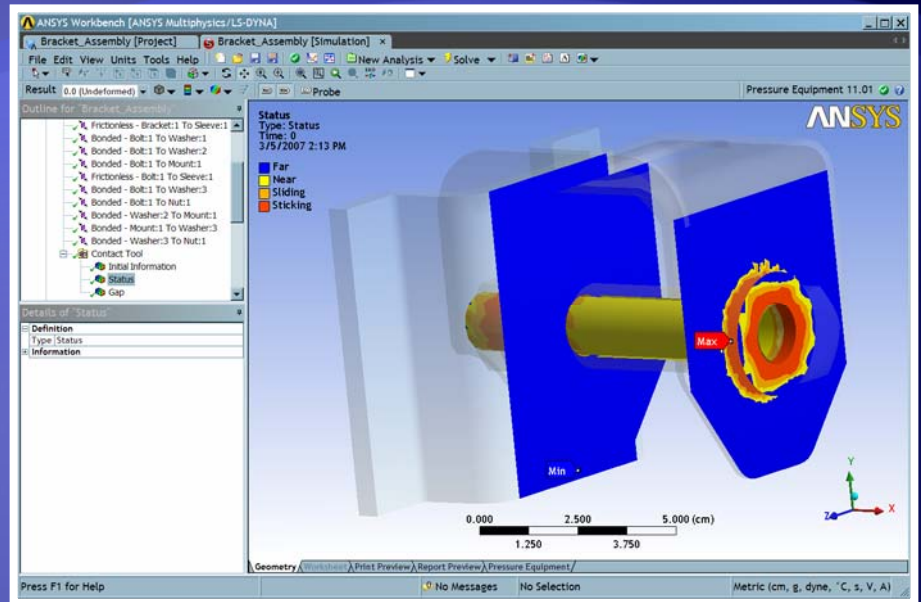 ANSYS Workbench [ANSYS Multiphysics/LS-DYNA]
Bracket_Assembly [Project]
Bracket_Assembly [Simulation] ×
File Edit View Units Tools Help New Analysis Solve
Result 0.0 (Undeformed) Probe Pressure Equipment 11.01
Outline for "Bracket_Assembly"
Frictionless - Bracket:1 To Sleeve:1
Bonded - Bolt:1 To Washer:1
Bonded - Bolt:1 To Washer:2
Bonded - Bolt:1 To Mount:1
Frictionless - Bolt:1 To Sleeve:1
Bonded - Bolt:1 To Washer:3
Bonded - Bolt:1 To Nut:1
Bonded - Washer:2 To Mount:1
Bonded - Mount:1 To Washer:3
Bonded - Washer:3 To Nut:1
Contact Tool
Initial Information
Status
Gap
Details of "Status"
Definition
Type Status
Information
Status
Type: Status
Time: 0
3/5/2007 2:13 PM
Far
Near
Sliding
Sticking
ANSYS
Max
Min
0.000 2.500 5.000 (cm)
1.250 3.750
Y
Z X
Geometry Worksheet Print Preview Report Preview Pressure Equipment
Press F1 for Help No Messages No Selection Metric (cm, g, dyne, °C, s, V, A)